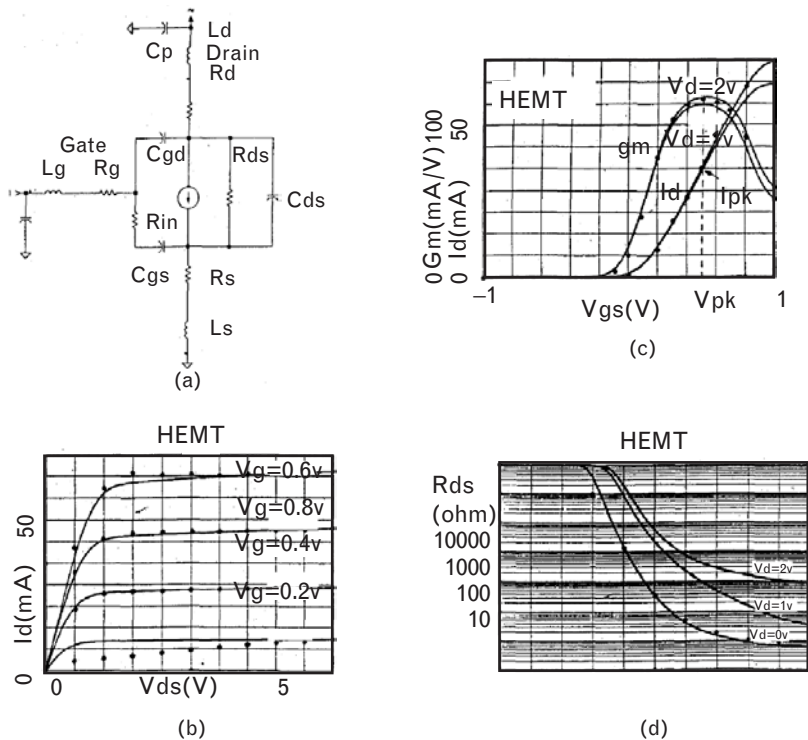 Cp
Ld
Drain
Rd
Gate
Lg
Rg
Cgd
Rds
Rin
Cds
Cgs
Rs
Ls
(a)
HEMT
Vd=2v
Vd=1v
gm
Id
Ipk
0 Gm(mA/V)100
0 Id(mA) 50
−1
Vgs(V)
Vpk
1
(c)
HEMT
Vg=0.6v
Vg=0.8v
Vg=0.4v
Vg=0.2v
0 Id(mA) 50
0
Vds(V)
5
(b)
HEMT
Rds
(ohm)
10000
1000
100
10
Vd=2v
Vd=1v
Vd=0v
(d)